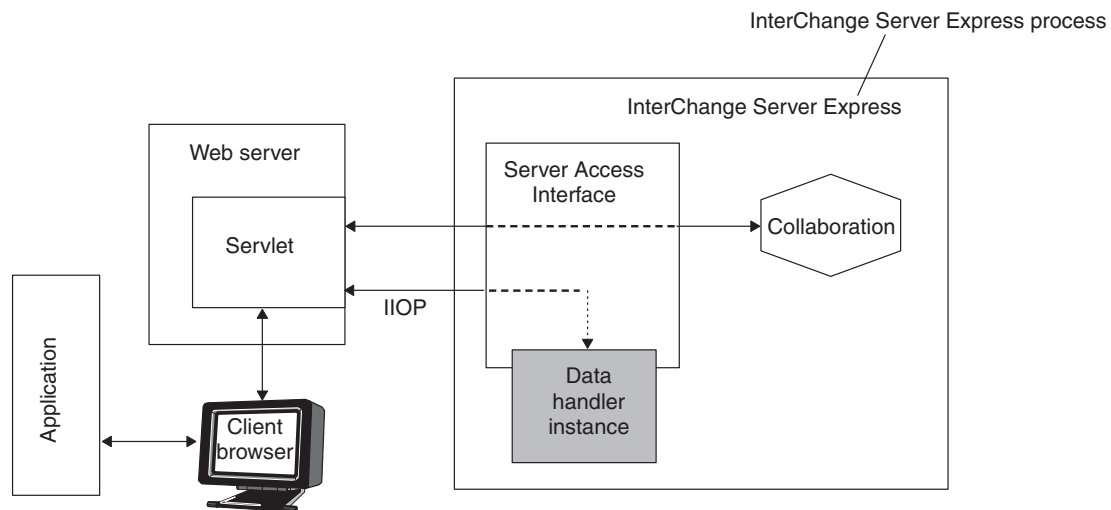 InterChange Server Express process
InterChange Server Express
Web server
Server Access
Interface
Servlet
Collaboration
IIOP
Application
Client
browser
Data
handler
instance